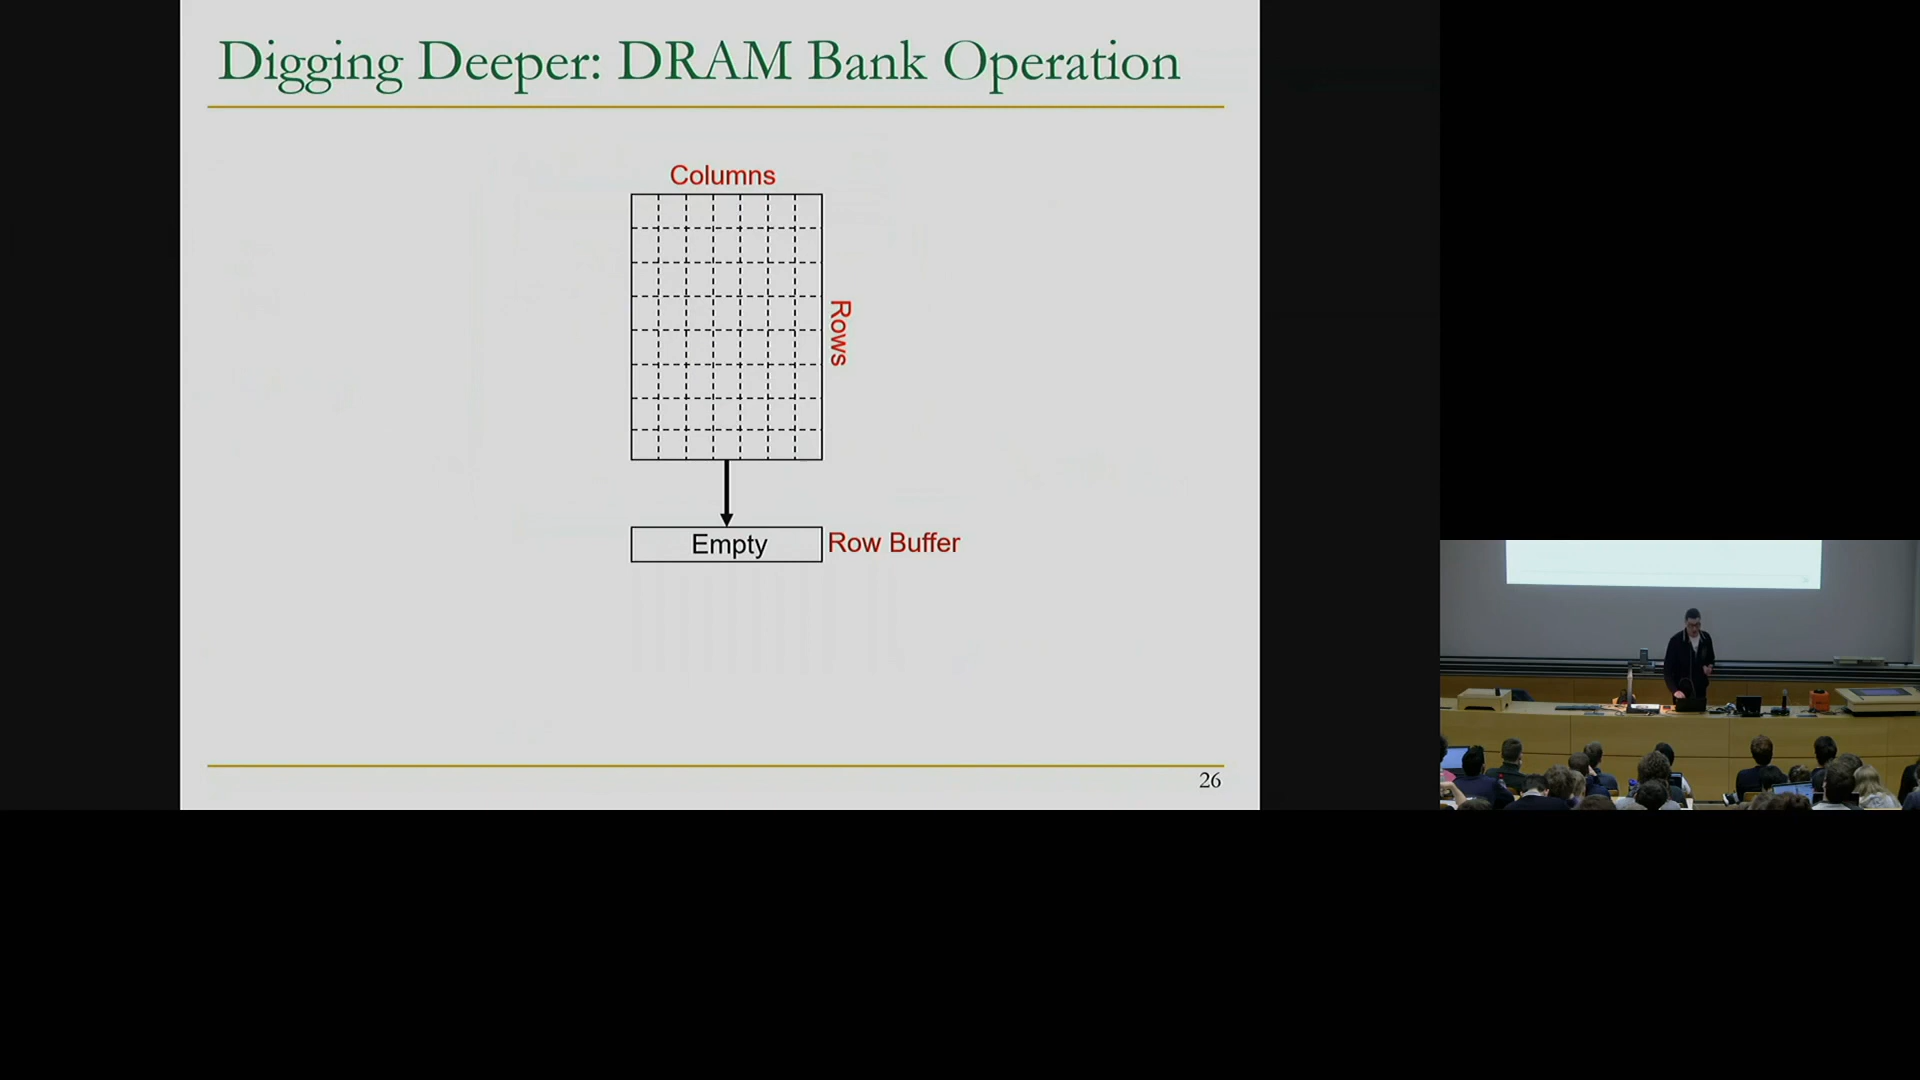 Digging Deeper: DRAM Bank Operation
Columns
Rows
Empty
Row Buffer
26